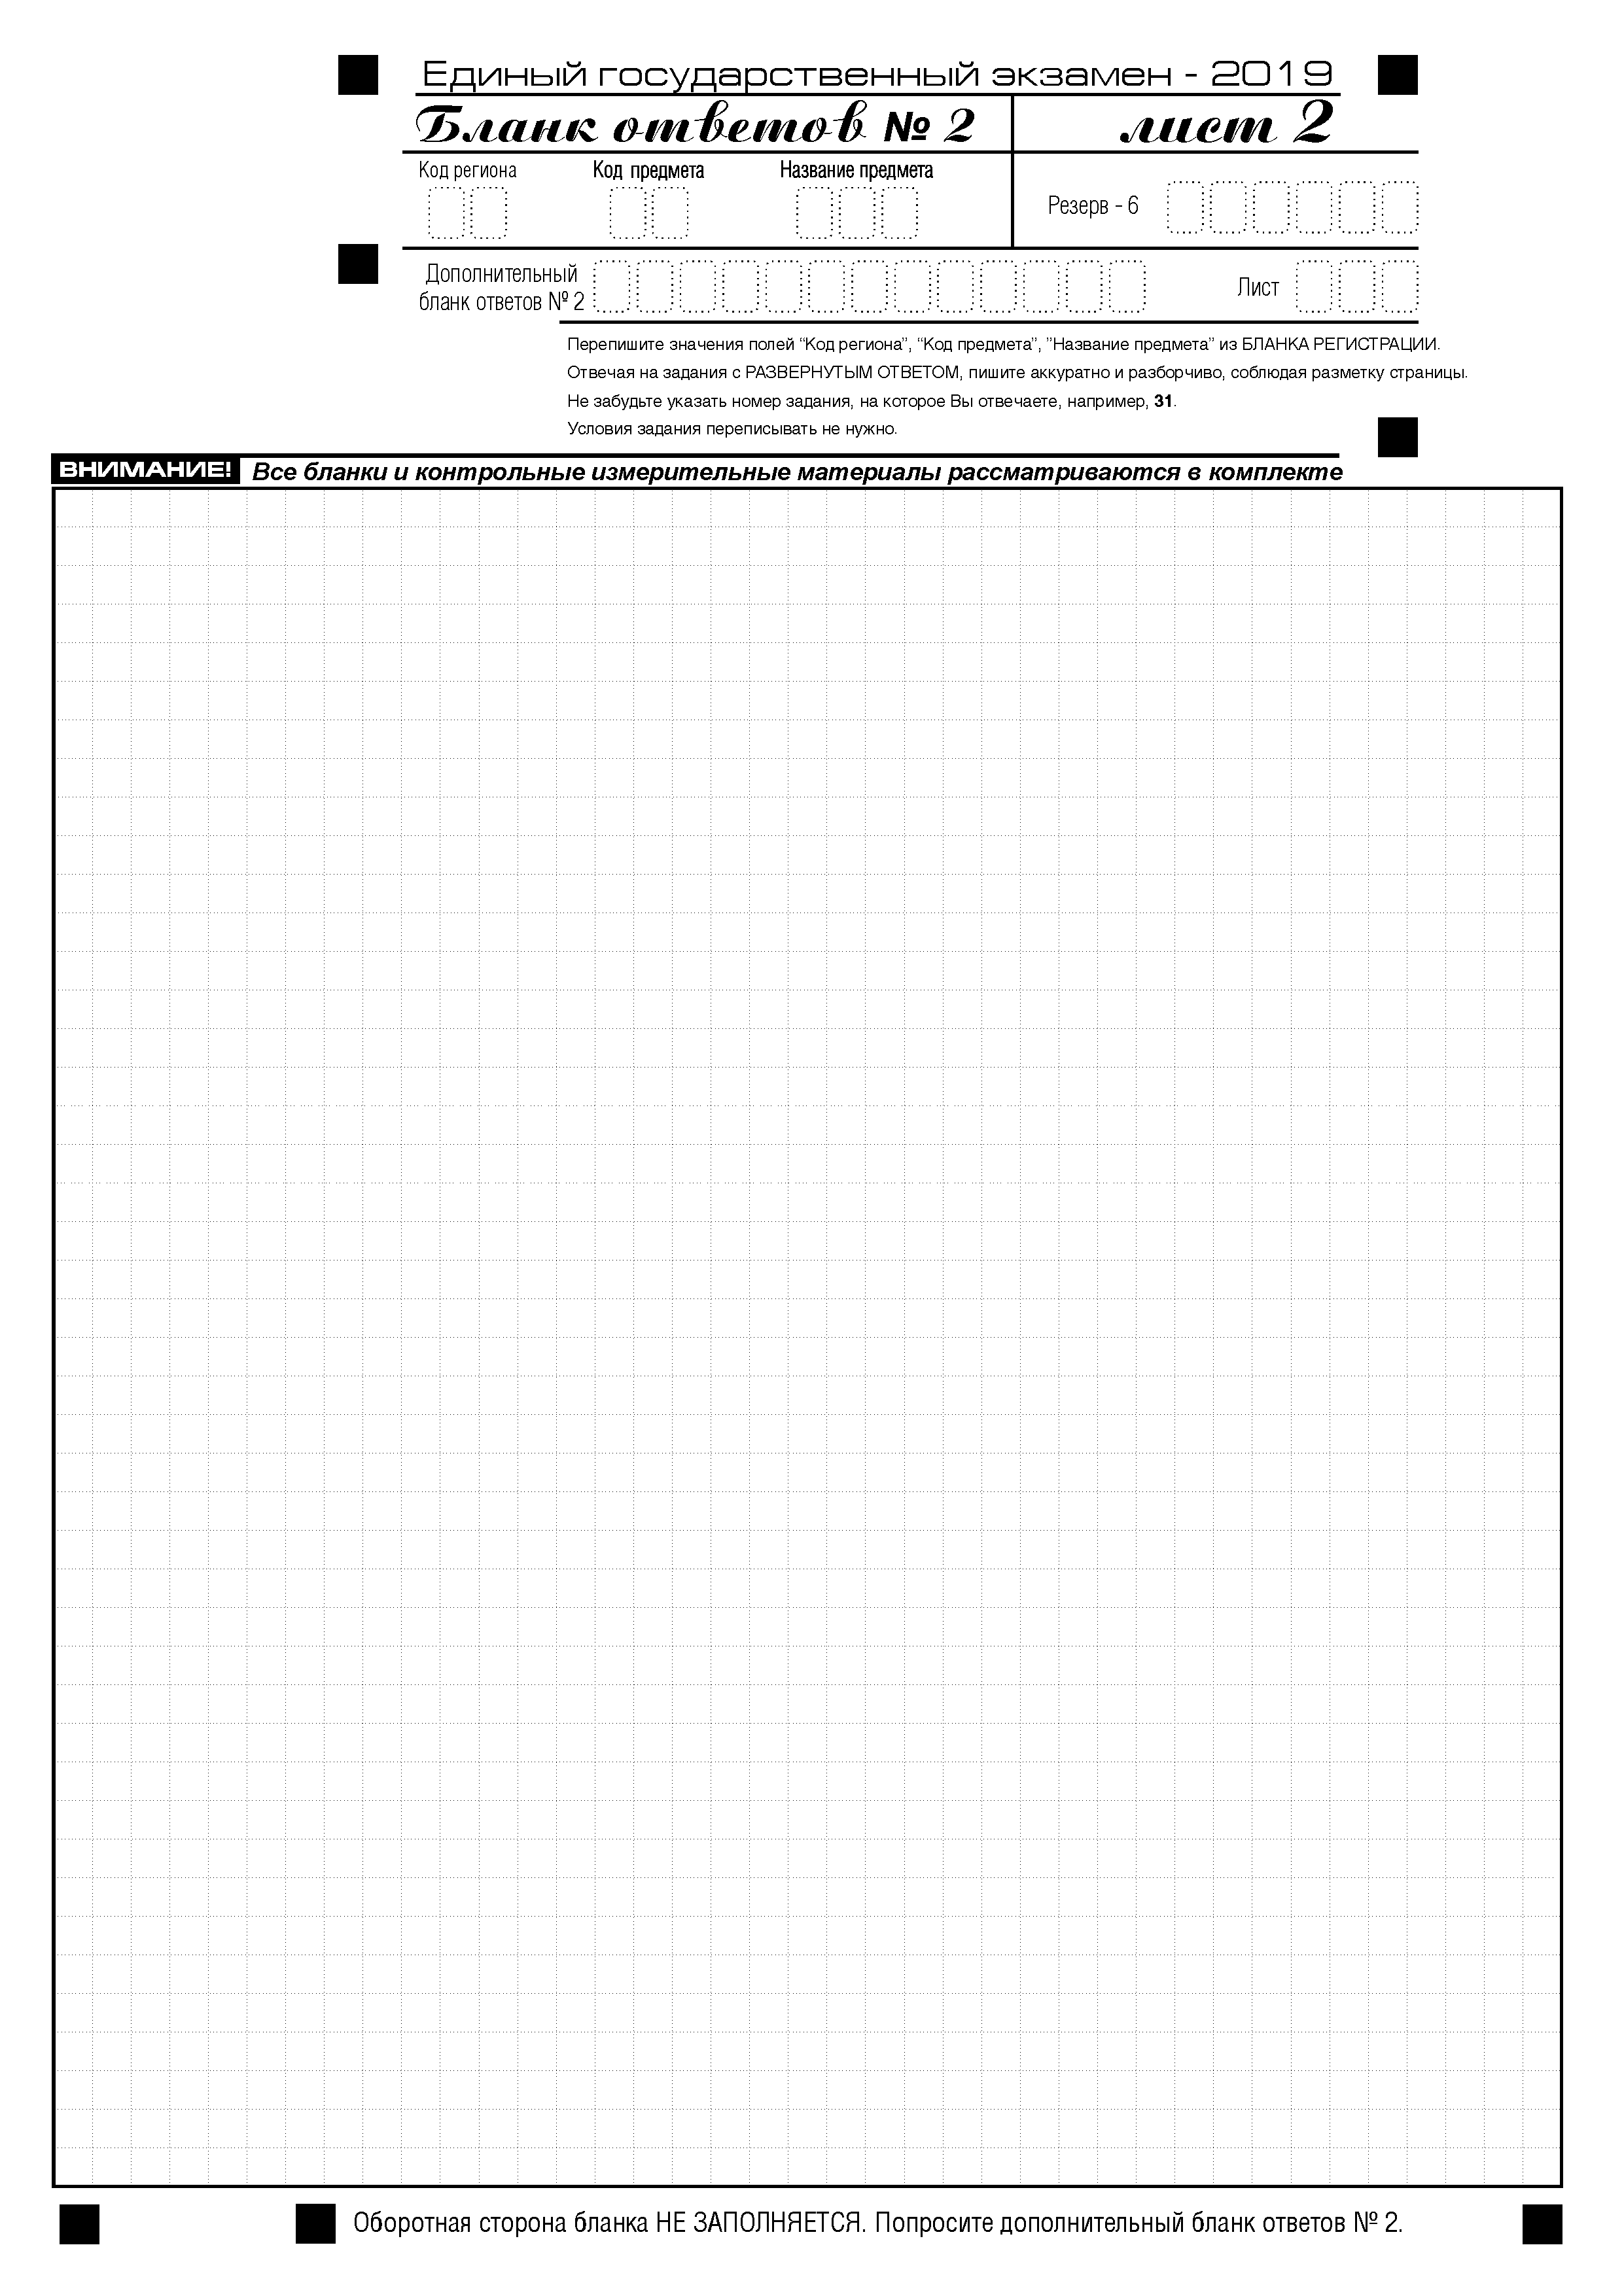 Единый государственный экзамен - 2019
Бланк ответов № 2 лист 2
Код региона Код предмета Название предмета
Резерв - 6
Дополнительный
бланк ответов № 2 Лист
Перепишите значения полей “Код региона”, “Код предмета”, ”Название предмета” из БЛАНКА РЕГИСТРАЦИИ.
Отвечая на задания с РАЗВЕРНУТЫМ ОТВЕТОМ, пишите аккуратно и разборчиво, соблюдая разметку страницы.
Не забудьте указать номер задания, на которое Вы отвечаете, например, 31.
Условия задания переписывать не нужно.
ВНИМАНИЕ! Все бланки и контрольные измерительные материалы рассматриваются в комплекте
Оборотная сторона бланка НЕ ЗАПОЛНЯЕТСЯ. Попросите дополнительный бланк ответов № 2.